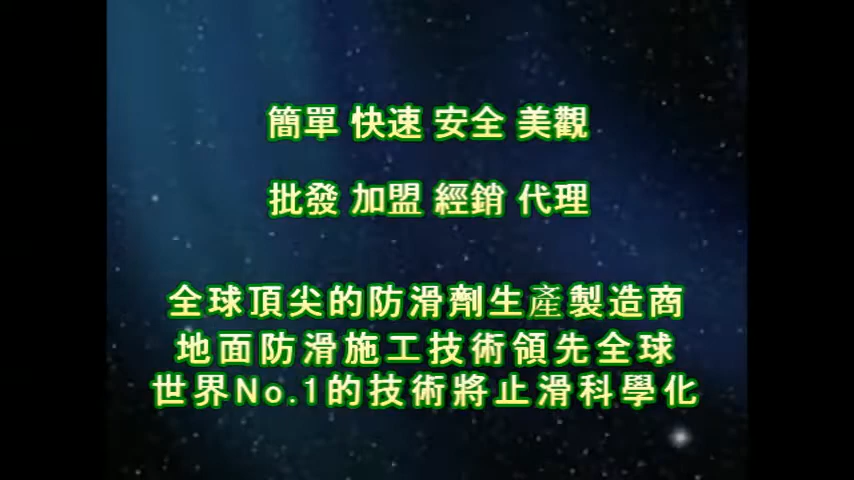 簡單 快速 安全 美觀
批發 加盟 經銷 代理
全球頂尖的防滑劑生產製造商
地面防滑施工技術領先全球
世界No.1的技術將止滑科學化